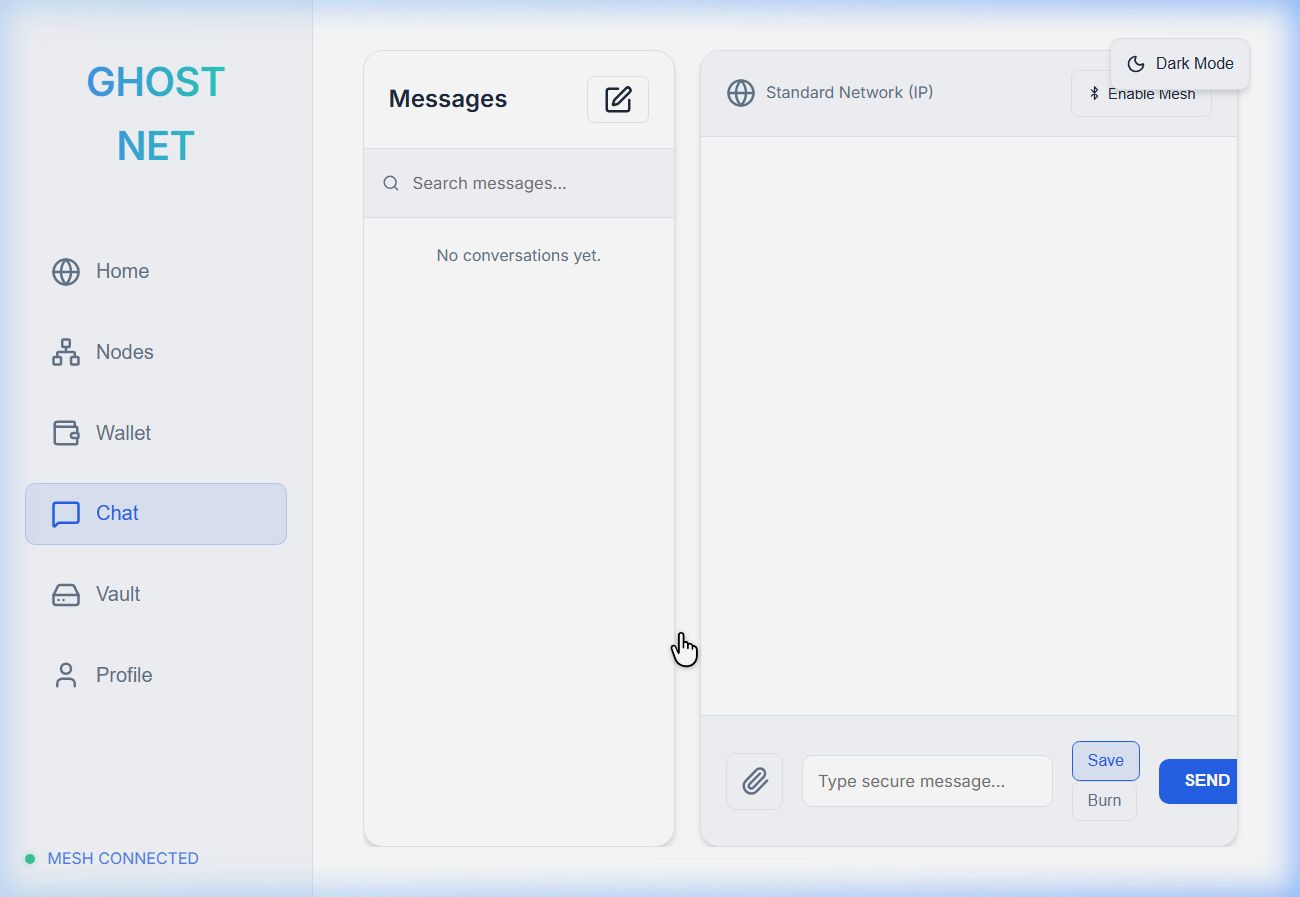 GHOST
NET
Home
Nodes
Wallet
Chat
Vault
Profile
MESH CONNECTED
Messages
Search messages...
No conversations yet.
Standard Network (IP)
Dark Mode
Enable Mesh
Type secure message...
Save
Burn
SEND